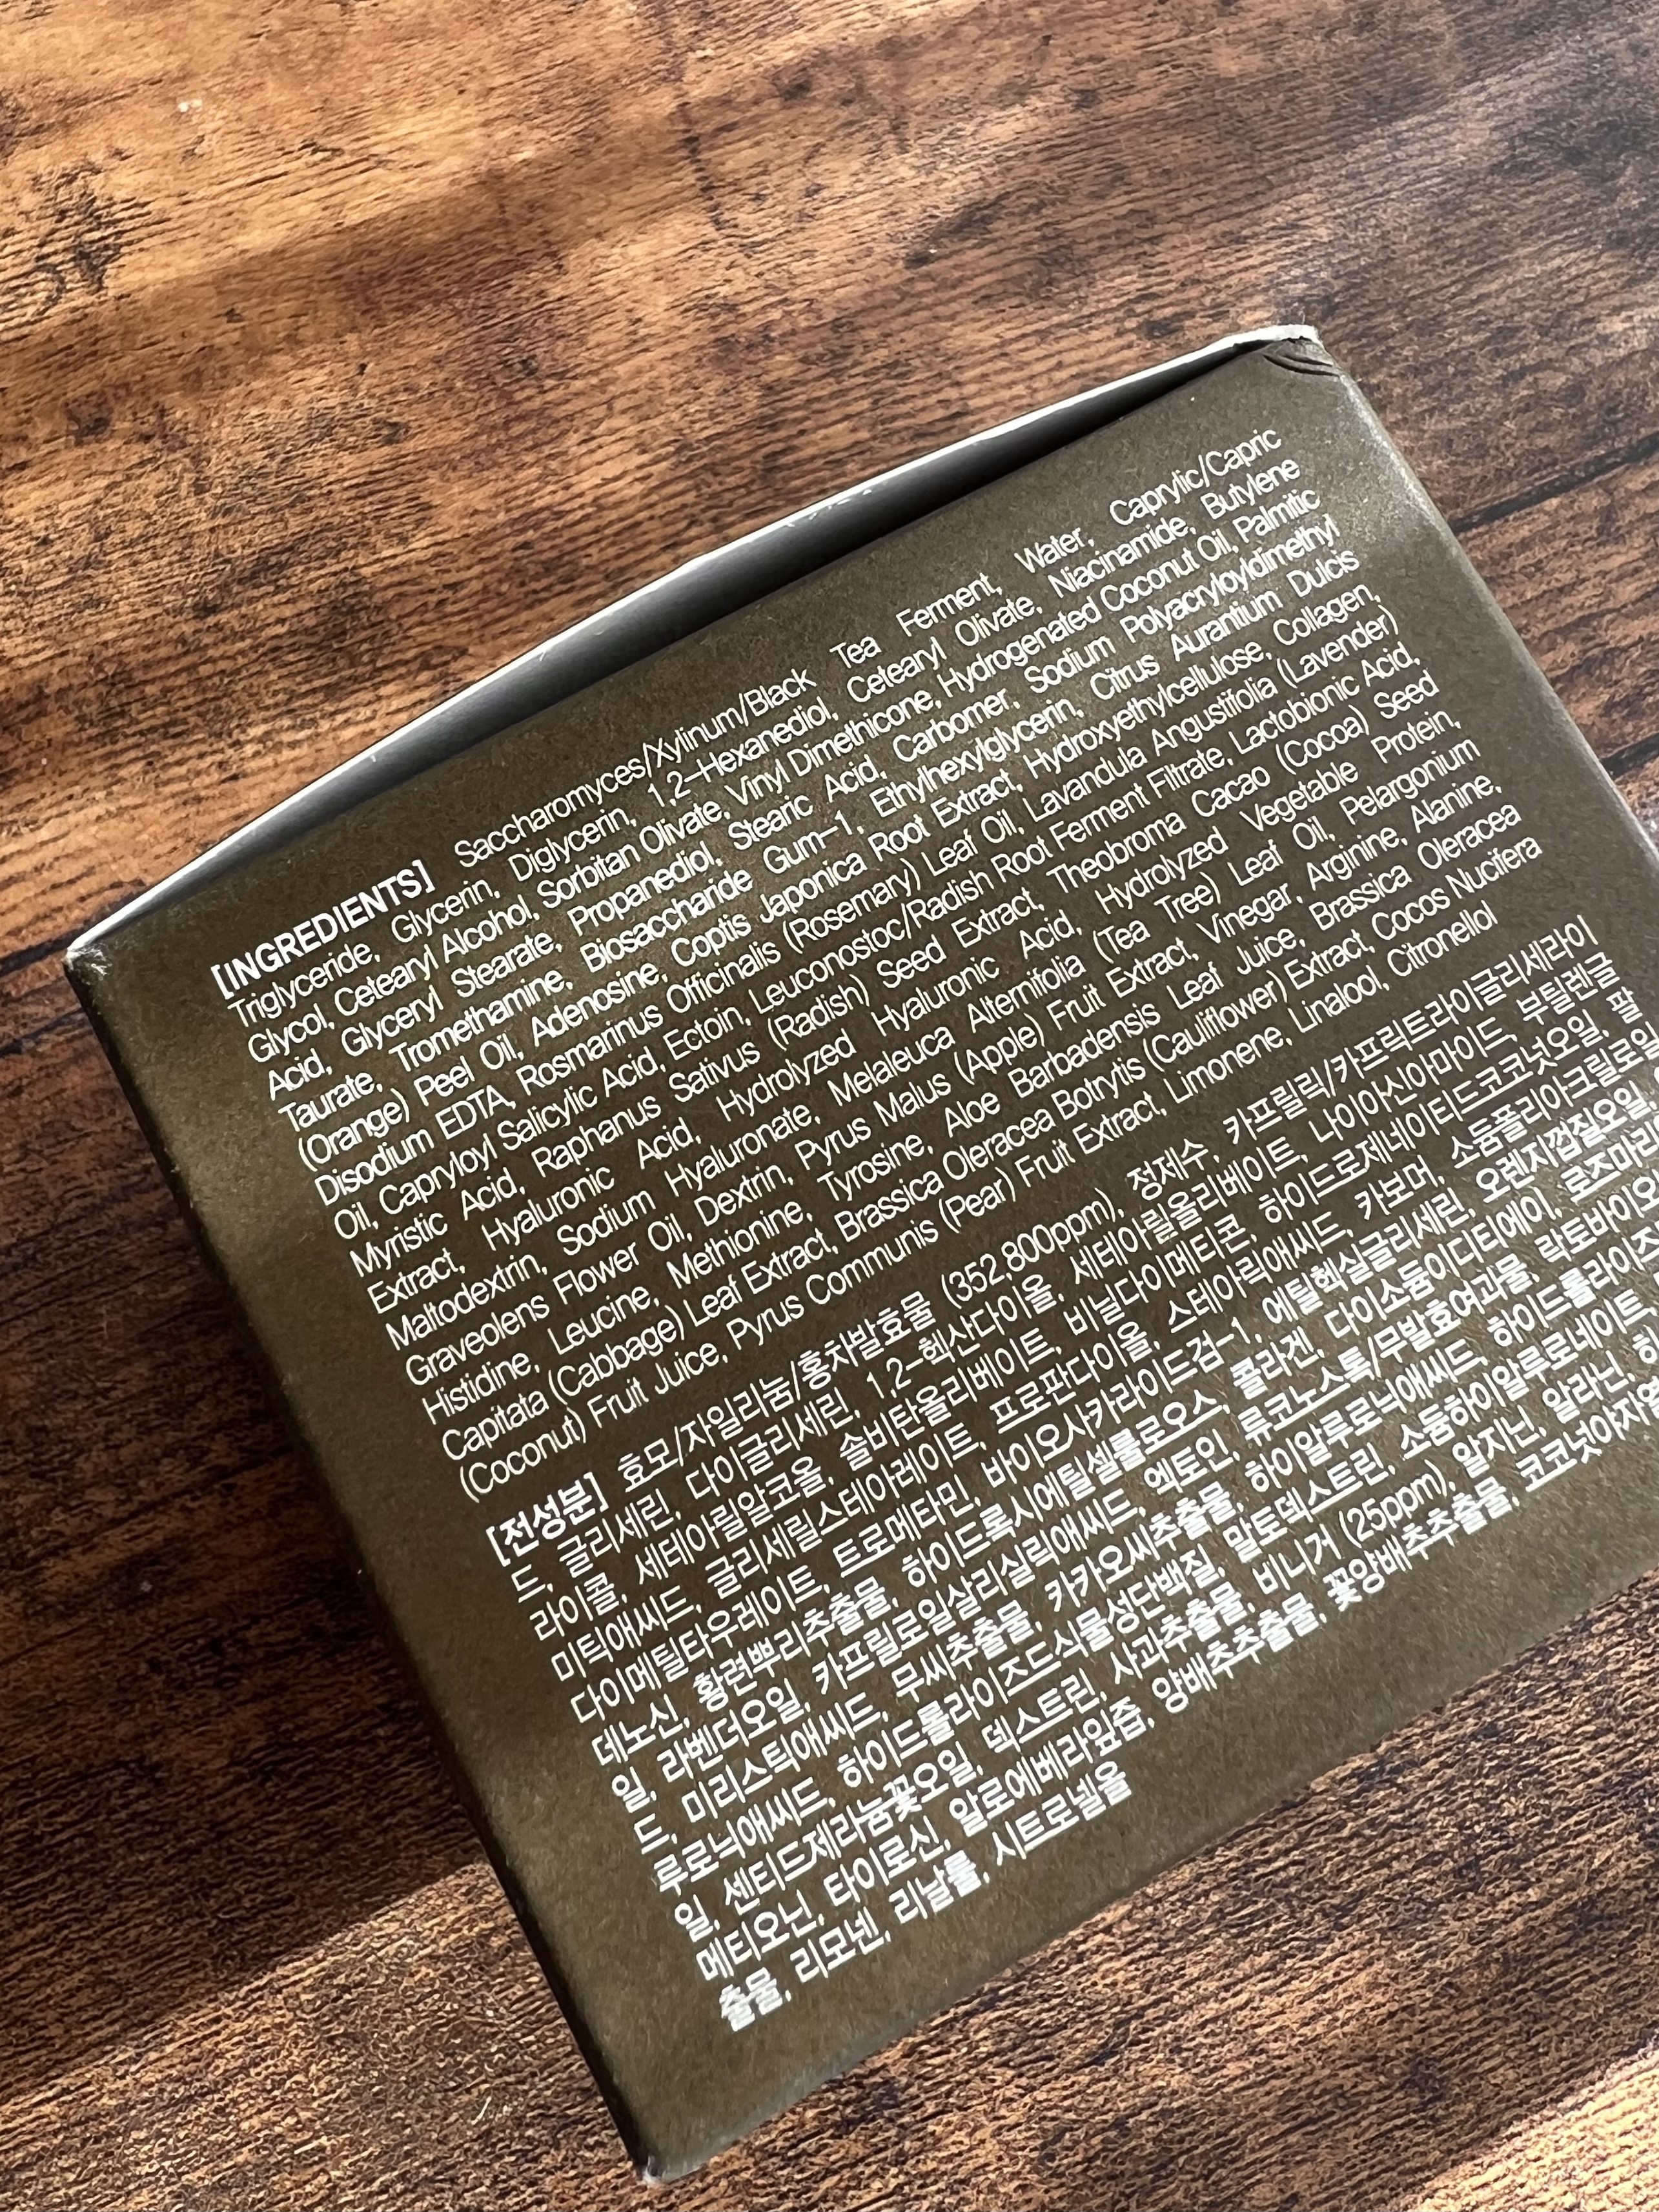 [INGREDIENTS] Saccharomyces/Xylinum/Black Tea Ferment, Water, Caprylic/Capric
Triglyceride, Glycerin, Diglycerin, 1,2-Hexanediol, Cetearyl Olivate, Niacinamide, Butylene
Glycol, Cetearyl Alcohol, Sorbitan Olivate, Vinyl Dimethicone, Hydrogenated Coconut Oil, Palmitic
Acid, Glyceryl Stearate, Propanediol, Stearic Acid, Carbomer, Sodium Polyacryloyldimethyl
Taurate, Tromethamine, Biosaccharide Gum-1, Ethylhexylglycerin, Citrus Aurantium Dulcis
(Orange) Peel Oil, Adenosine, Coptis Japonica Root Extract, Hydroxyethylcellulose, Collagen,
Disodium EDTA, Rosmarinus Officinalis (Rosemary) Leaf Oil, Lavandula Angustifolia (Lavender)
Oil, Capryloyl Salicylic Acid, Ectoin, Leuconostoc/Radish Root Ferment Filtrate, Lactobionic Acid,
Myristic Acid, Raphanus Sativus (Radish) Seed Extract, Theobroma Cacao (Cocoa) Seed
Extract, Hyaluronic Acid, Hydrolyzed Hyaluronic Acid, Hydrolyzed Vegetable Protein,
Maltodextrin, Sodium Hyaluronate, Melaleuca Alternifolia (Tea Tree) Leaf Oil, Pelargonium
Graveolens Flower Oil, Dextrin, Pyrus Malus (Apple) Fruit Extract, Vinegar, Arginine, Alanine,
Histidine, Leucine, Methionine, Tyrosine, Aloe Barbadensis Leaf Juice, Brassica Oleracea
Capitata (Cabbage) Leaf Extract, Brassica Oleracea Botrytis (Cauliflower) Extract, Cocos Nucifera
(Coconut) Fruit Juice, Pyrus Communis (Pear) Fruit Extract, Limonene, Linalool, Citronellol
[전성분] 효모/자일리눔/홍차발효물 (352,800ppm), 정제수, 카프릴릭/카프릭트라이글리세라이
드, 글리세린, 다이글리세린, 1,2-헥산다이올, 세테아릴올리베이트, 나이아신아마이드, 부틸렌글
라이콜, 세테아릴알코올, 솔비탄올리베이트, 비닐다이메티콘, 하이드로제네이티드코코넛오일, 팔
미틱애씨드, 글리세릴스테아레이트, 프로판다이올, 스테아릭애씨드, 카보머, 소듐폴리아크릴로일
다이메틸타우레이트, 트로메타민, 바이오사카라이드검-1, 에틸헥실글리세린, 오렌지껍질오일,
데노신, 황련뿌리추출물, 하이드록시에틸셀룰로오스, 콜라겐, 다이소듐이디티에이, 로즈마리
일, 라벤더오일, 카프릴로일살리실릭애씨드, 엑토인, 류코노스톡/무발효여과물, 락토바이오
드, 미리스틱애씨드, 무씨추출물, 카카오씨추출물, 하이알루로닉애씨드, 하이드롤라이즈
루로닉애씨드, 하이드롤라이즈드식물성단백질, 말토덱스트린, 소듐하이알루로네이트,
일, 센티드제라늄꽃오일, 덱스트린, 사과추출물, 비니거 (25ppm), 알지닌, 알라닌,
메티오닌, 타이로신, 알로에베라잎즙, 양배추추출물, 꽃양배추추출물, 코코넛야자
출물, 리모넨, 리날룰, 시트로넬올